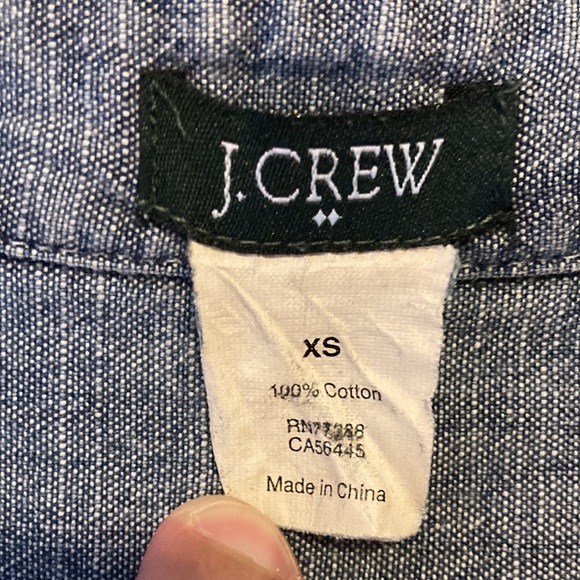 J.CREW
XS
100% Cotton
CA56445
Made in China